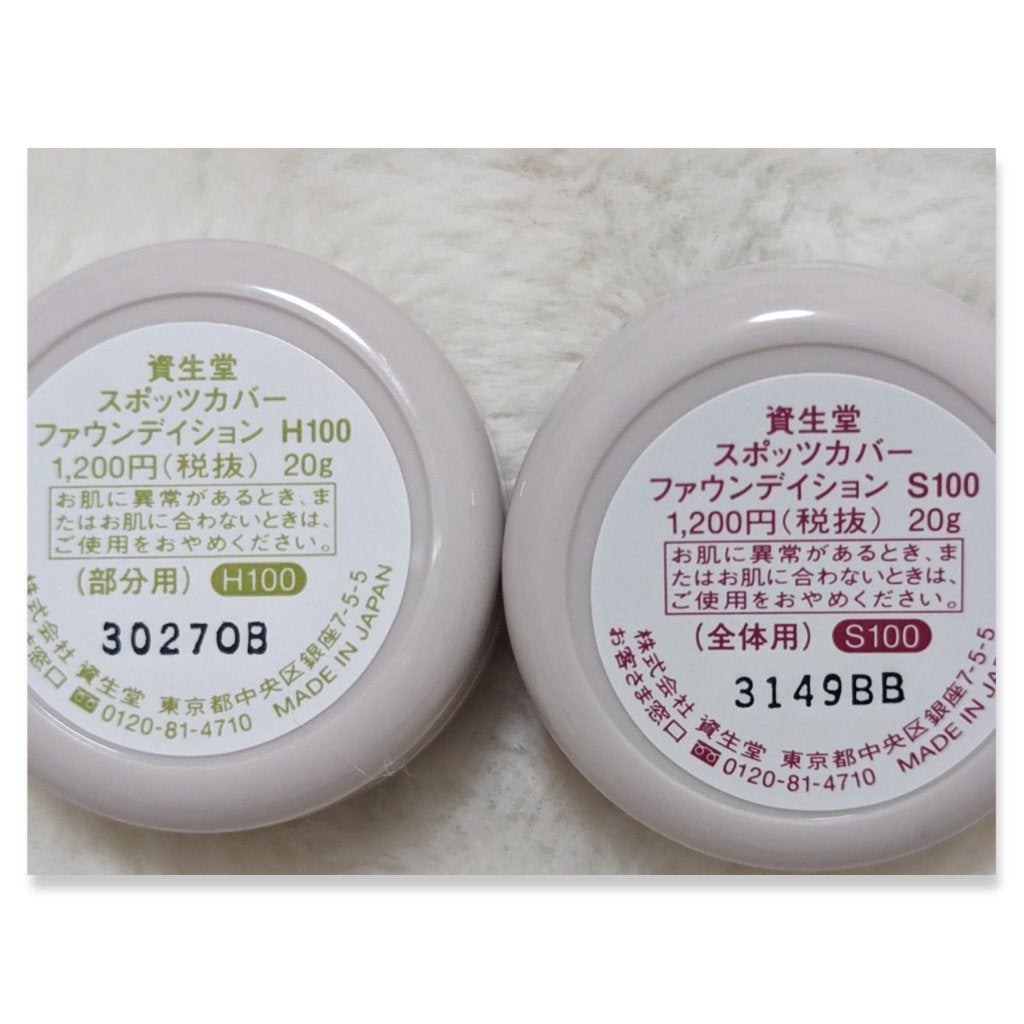 資生堂
スポッツカバー
ファウンデイション H100
1,200円(税抜) 20g
お肌に異常があるとき、ま
たはお肌に合わないときは、
ご使用をおやめください。
(部分用) H100
30270B
株式会社 資生堂 東京都中央区銀座7-5-5
窓口 0120-81-4710 MADE IN JAPAN
資生堂
スポッツカバー
ファウンデイション S100
1,200円(税抜) 20g
お肌に異常があるとき、ま
たはお肌に合わないときは、
ご使用をおやめください。
(全体用) S100
3149BB
株式会社 資生堂 東京都中央区銀座7-5-5
お客さま窓口 0120-81-4710 MADE IN JA